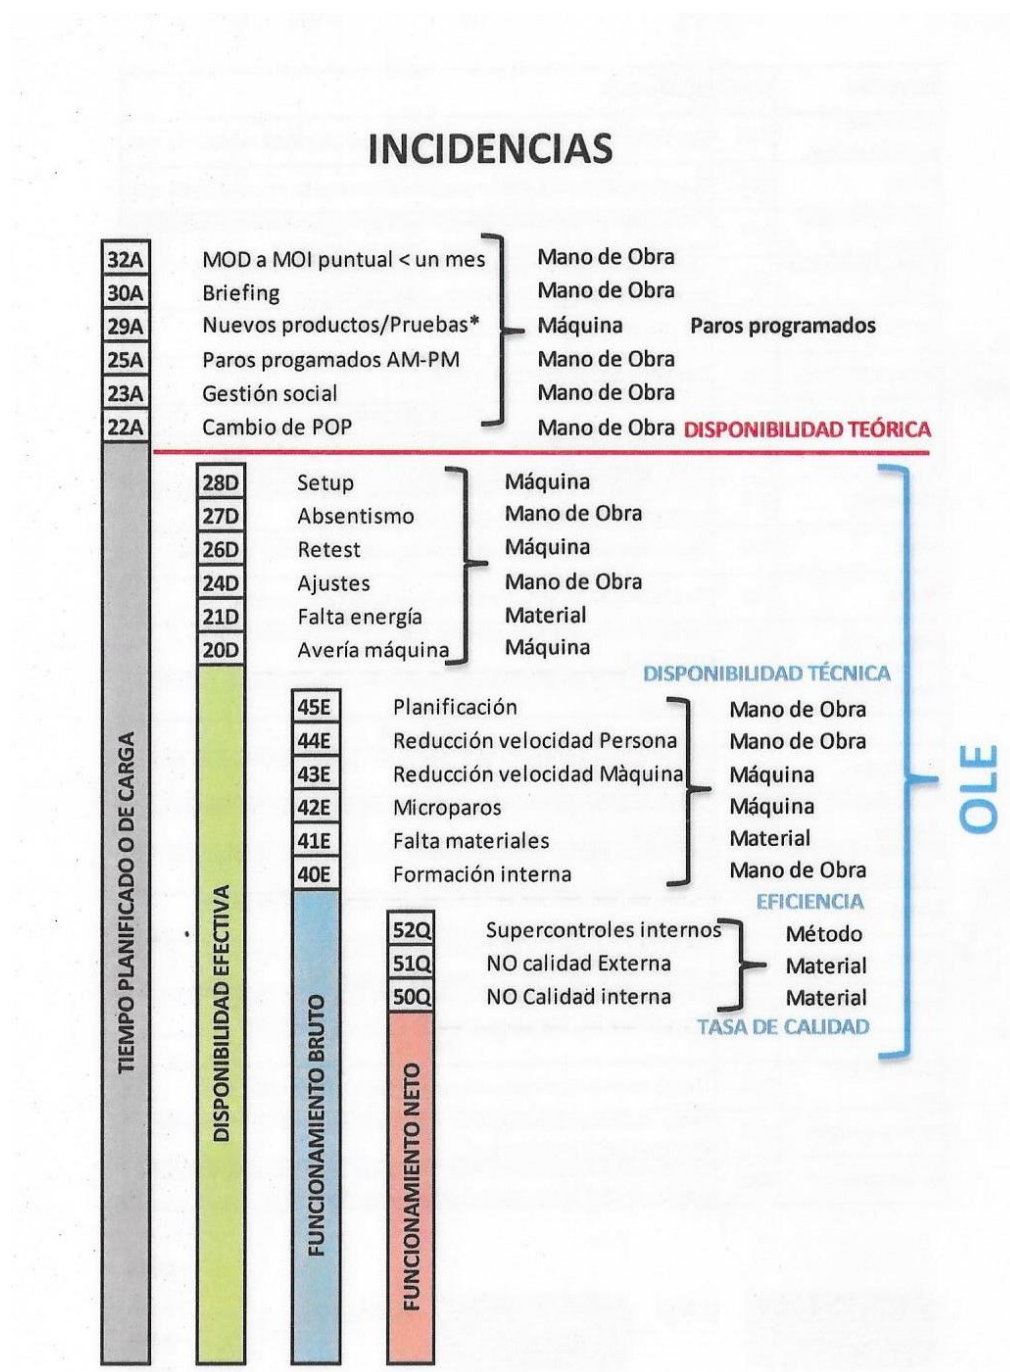 INCIDENCIAS
32A MOD a MOI puntual < un mes Mano de Obra
30A Briefing Mano de Obra
29A Nuevos productos/Pruebas* Máquina Paros programados
25A Paros progamados AM-PM Mano de Obra
23A Gestión social Mano de Obra
22A Cambio de POP Mano de Obra DISPONIBILIDAD TEÓRICA
28D Setup Máquina
27D Absentismo Mano de Obra
26D Retest Máquina
24D Ajustes Mano de Obra
21D Falta energía Material
20D Avería máquina Máquina
DISPONIBILIDAD TÉCNICA
45E Planificación Mano de Obra
44E Reducción velocidad Persona Mano de Obra
43E Reducción velocidad Màquina Máquina
42E Microparos Máquina
41E Falta materiales Material
40E Formación interna Mano de Obra
EFICIENCIA
52Q Supercontroles internos Método
51Q NO calidad Externa Material
50Q NO Calidad interna Material
TASA DE CALIDAD
OLE
TIEMPO PLANIFICADO O DE CARGA
DISPONIBILIDAD EFECTIVA
FUNCIONAMIENTO BRUTO
FUNCIONAMIENTO NETO